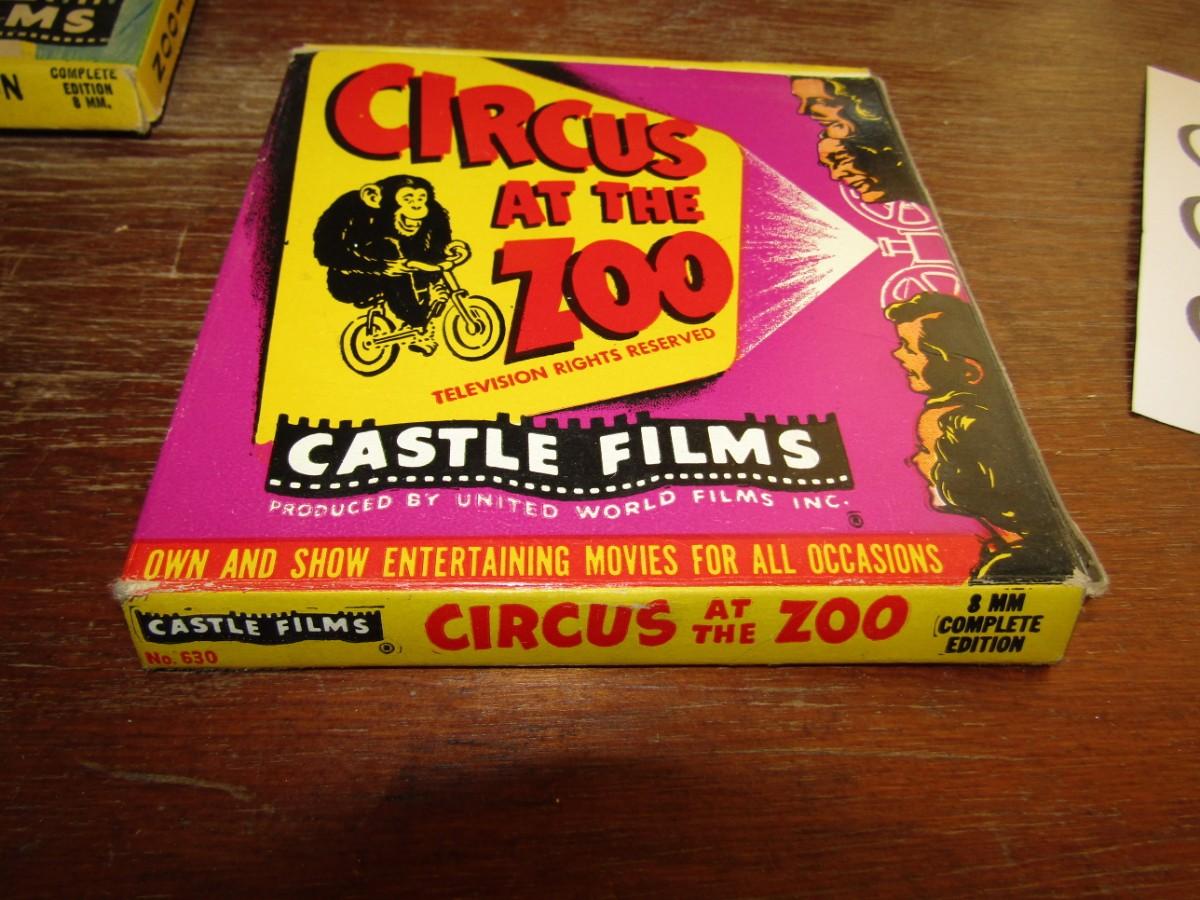 MS
N
COMPLETE
EDITION
8 MM.
CIRCUS
AT THE
ZOO
TELEVISION RIGHTS RESERVED
CASTLE FILMS
PRODUCED BY UNITED WORLD FILMS INC.
®
OWN AND SHOW ENTERTAINING MOVIES FOR ALL OCCASIONS
CASTLE FILMS ®
No. 630
CIRCUS AT THE ZOO
8 MM
COMPLETE
EDITION